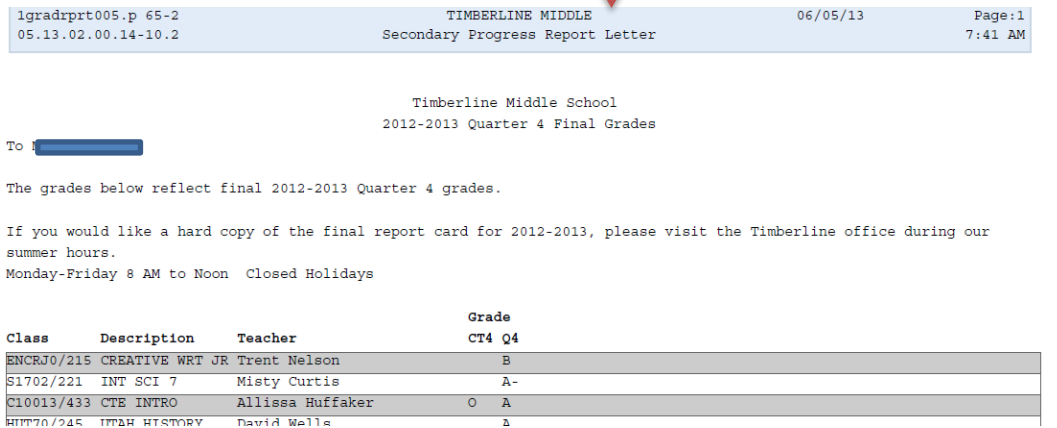 1gradrprt005.p 65-2 TIMBERLINE MIDDLE 06/05/13 Page:1
05.13.02.00.14-10.2 Secondary Progress Report Letter 7:41 AM
Timberline Middle School
2012-2013 Quarter 4 Final Grades
To
The grades below reflect final 2012-2013 Quarter 4 grades.
If you would like a hard copy of the final report card for 2012-2013, please visit the Timberline office during our
summer hours.
Monday-Friday 8 AM to Noon Closed Holidays
Grade
Class Description Teacher CT4 Q4
ENCRJ0/215 CREATIVE WRT JR Trent Nelson B
S1702/221 INT SCI 7 Misty Curtis A-
C10013/433 CTE INTRO Allissa Huffaker O A
HUT70/245 UTAH HISTORY David Wells A